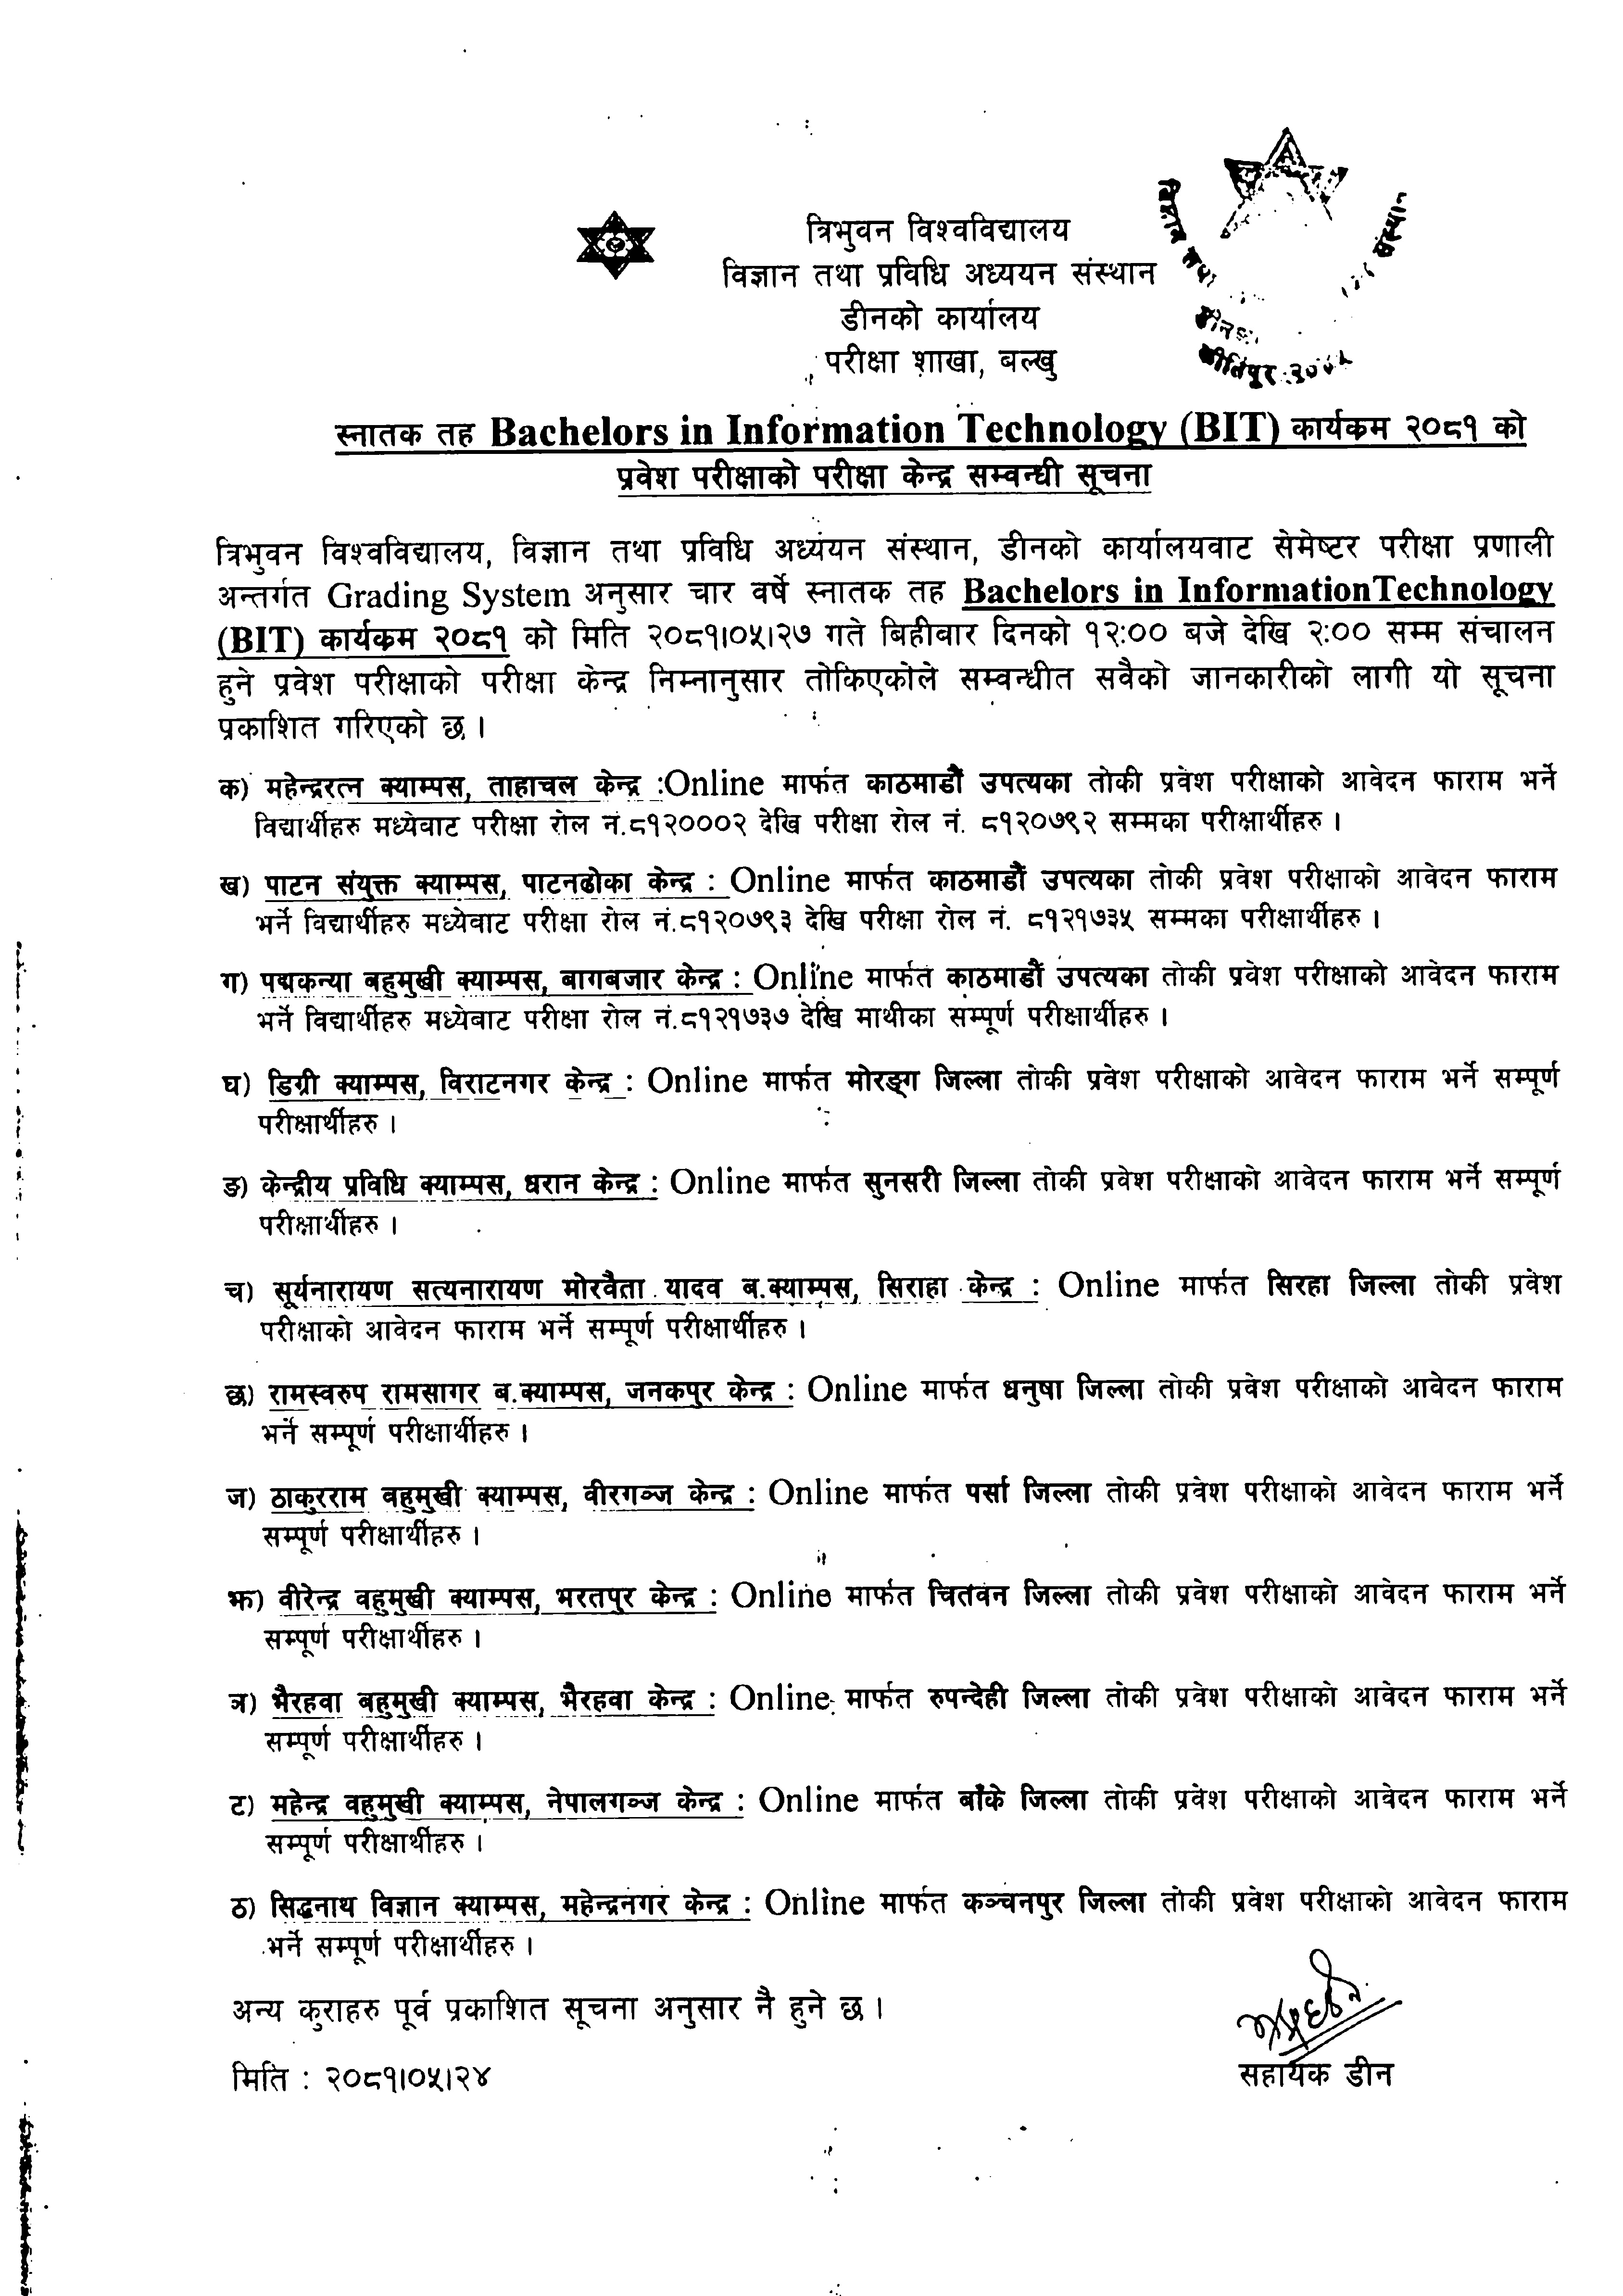 त्रिभुवन विश्वविद्यालय
विज्ञान तथा प्रविधि अध्ययन संस्थान
डीनको कार्यालय
परीक्षा शाखा, बल्खु
स्नातक तह Bachelors in Information Technology (BIT) कार्यक्रम २०८१ को
प्रवेश परीक्षाको परीक्षा केन्द्र सम्वन्धी सूचना
त्रिभुवन विश्वविद्यालय, विज्ञान तथा प्रविधि अध्ययन संस्थान, डीनको कार्यालयवाट सेमेष्टर परीक्षा प्रणाली
अन्तर्गत Grading System अनुसार चार वर्षे स्नातक तह Bachelors in InformationTechnology
(BIT) कार्यक्रम २०८१ को मिति २०८१।०५।२७ गते बिहीवार दिनको १२:०० बजे देखि २:०० सम्म संचालन
हुने प्रवेश परीक्षाको परीक्षा केन्द्र निम्नानुसार तोकिएकोले सम्वन्धीत सवैको जानकारीको लागी यो सूचना
प्रकाशित गरिएको छ ।
क) महेन्द्ररत्न क्याम्पस, ताहाचल केन्द्र :Online मार्फत काठमाडौं उपत्यका तोकी प्रवेश परीक्षाको आवेदन फाराम भर्ने
विद्यार्थीहरु मध्येवाट परीक्षा रोल नं.८१२०००२ देखि परीक्षा रोल नं. ८१२०७९२ सम्मका परीक्षार्थीहरु ।
ख) पाटन संयुक्त क्याम्पस, पाटनढोका केन्द्र : Online मार्फत काठमाडौं उपत्यका तोकी प्रवेश परीक्षाको आवेदन फाराम
भर्ने विद्यार्थीहरु मध्येवाट परीक्षा रोल नं.८१२०७९३ देखि परीक्षा रोल नं. ८१२१७३५ सम्मका परीक्षार्थीहरु ।
ग) पद्मकन्या बहुमुखी क्याम्पस, बागबजार केन्द्र : Online मार्फत काठमाडौं उपत्यका तोकी प्रवेश परीक्षाको आवेदन फाराम
भर्ने विद्यार्थीहरु मध्येवाट परीक्षा रोल नं.८१२१७३७ देखि माथीका सम्पूर्ण परीक्षार्थीहरु ।
घ) डिग्री क्याम्पस, विराटनगर केन्द्र : Online मार्फत मोरङ्ग जिल्ला तोकी प्रवेश परीक्षाको आवेदन फाराम भर्ने सम्पूर्ण
परीक्षार्थीहरु ।
ङ) केन्द्रीय प्रविधि क्याम्पस, धरान केन्द्र : Online मार्फत सुनसरी जिल्ला तोकी प्रवेश परीक्षाको आवेदन फाराम भर्ने सम्पूर्ण
परीक्षार्थीहरु ।
च) सूर्यनारायण सत्यनारायण मोरवैता यादव ब.क्याम्पस, सिराहा केन्द्र : Online मार्फत सिरहा जिल्ला तोकी प्रवेश
परीक्षाको आवेदन फाराम भर्ने सम्पूर्ण परीक्षार्थीहरु ।
छ) रामस्वरुप रामसागर ब.क्याम्पस, जनकपुर केन्द्र : Online मार्फत धनुषा जिल्ला तोकी प्रवेश परीक्षाको आवेदन फाराम
भर्ने सम्पूर्ण परीक्षार्थीहरु ।
ज) ठाकुरराम बहुमुखी क्याम्पस, वीरगञ्ज केन्द्र : Online मार्फत पर्सा जिल्ला तोकी प्रवेश परीक्षाको आवेदन फाराम भर्ने
सम्पूर्ण परीक्षार्थीहरु ।
झ) वीरेन्द्र वहुमुखी क्याम्पस, भरतपुर केन्द्र : Online मार्फत चितवन जिल्ला तोकी प्रवेश परीक्षाको आवेदन फाराम भर्ने
सम्पूर्ण परीक्षार्थीहरु ।
ञ) भैरहवा बहुमुखी क्याम्पस, भैरहवा केन्द्र : Online मार्फत रुपन्देही जिल्ला तोकी प्रवेश परीक्षाको आवेदन फाराम भर्ने
सम्पूर्ण परीक्षार्थीहरु ।
ट) महेन्द्र वहुमुखी क्याम्पस, नेपालगञ्ज केन्द्र : Online मार्फत बाँके जिल्ला तोकी प्रवेश परीक्षाको आवेदन फाराम भर्ने
सम्पूर्ण परीक्षार्थीहरु ।
ठ) सिद्धनाथ विज्ञान क्याम्पस, महेन्द्रनगर केन्द्र : Online मार्फत कञ्चनपुर जिल्ला तोकी प्रवेश परीक्षाको आवेदन फाराम
भर्ने सम्पूर्ण परीक्षार्थीहरु ।
अन्य कुराहरु पूर्व प्रकाशित सूचना अनुसार नै हुने छ ।
मिति : २०८१।०५।२४
सहायक डीन